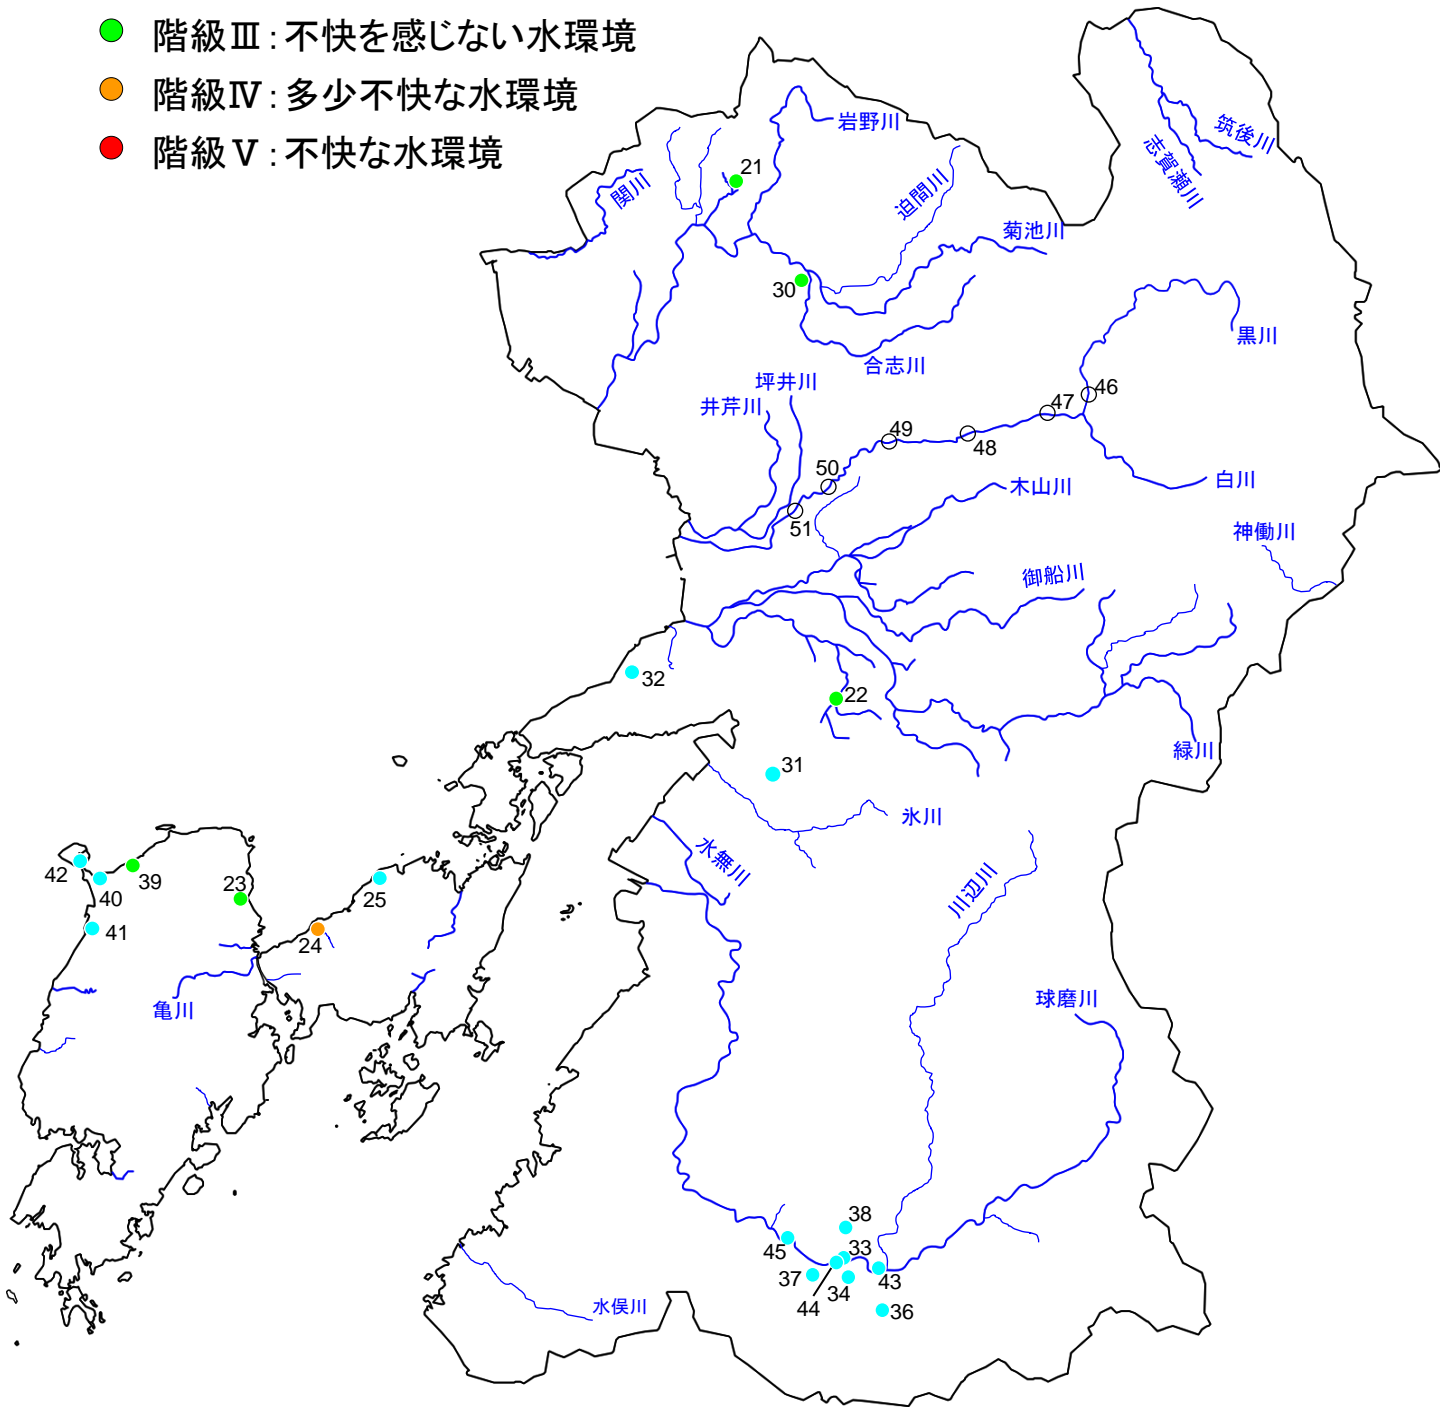 階級Ⅲ：不快を感じない水環境
階級Ⅳ：多少不快な水環境
階級Ⅴ：不快な水環境
岩野川
筑後川
志賀瀬川
関川
21
迫間川
菊池川
30
黒川
合志川
坪井川
井芹川
46
47
49
48
50
白川
木山川
51
神働川
御船川
32
22
緑川
31
氷川
水無川
川辺川
42
40
39
23
25
41
24
亀川
球磨川
38
45
33
37
34
43
44
36
水俣川